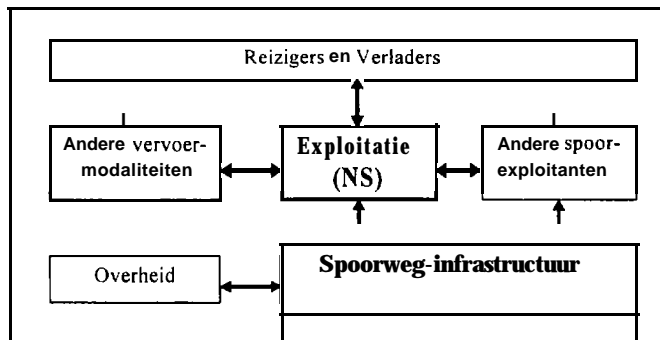 Reizigers en Verladers
Andere vervoer-
modaliteiten
Exploitatie
(NS)
Andere spoor-
exploitanten
Overheid
Spoorweg-infrastructuur